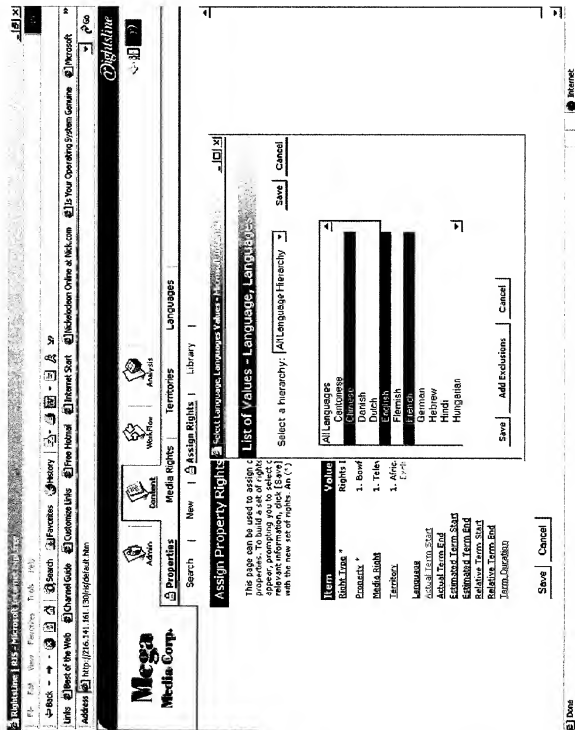 RightsLine | RIS - Microsoft Internet Explorer
File Edit View Favorites Tools Help
Back Search Favorites History
Links Best of the Web Channel Guide Customize Links Free Hotmail Internet Start Nickelodeon Online at Nick.com Is Your Operating System Genuine Microsoft
Address http://216.141.161.130/ris/default.htm Go
Mega
Media Corp.
Admin
Content
Workflow
Analysis
Rightsline
Properties Media Rights Territories Languages
Search | New | Assign Rights | Library |
Assign Property Rights
This page can be used to assign
properties. To build a set of rights
appear, prompting you to select
relevant information, click [Save]
with the new set of rights. An (*)
Item Value
Right Type * Rights
Property * 1. Bowf
Media Right 1. Telev
Territory 1. Afric
Language
Actual Term Start
Actual Term End
Estimated Term Start
Estimated Term End
Relative Term Start
Relative Term End
Term Duration
Save Cancel
Select Language, Languages Values - Microsoft
List of Values - Language, Languages
Select a hierarchy: All Language Hierarchy Save Cancel
All Languages
Cantonese
Chinese
Danish
Dutch
English
Flemish
French
German
Hebrew
Hindi
Hungarian
Save Add Exclusions Cancel
Done Internet